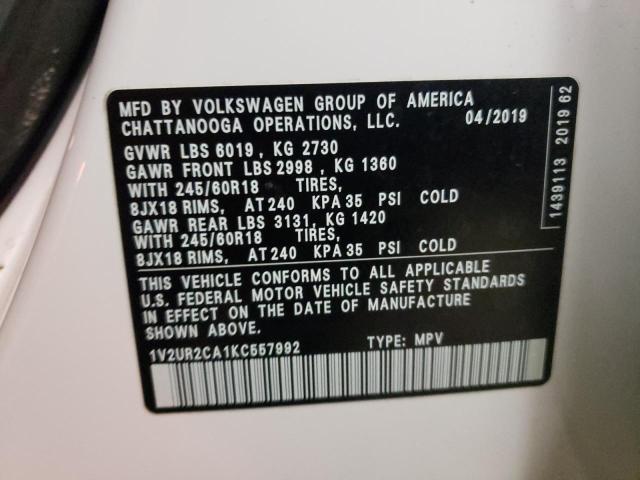 MFD BY VOLKSWAGEN GROUP OF AMERICA
CHATTANOOGA OPERATIONS, LLC. 04/2019
GVWR LBS 6019, KG 2730
GAWR FRONT LBS 2998, KG 1360
WITH 245/60R18 TIRES,
8JX18 RIMS, AT 240 KPA 35 PSI COLD
GAWR REAR LBS 3131, KG 1420
WITH 245/60R18 TIRES,
8JX18 RIMS, AT 240 KPA 35 PSI COLD
THIS VEHICLE CONFORMS TO ALL APPLICABLE
U.S. FEDERAL MOTOR VEHICLE SAFETY STANDARDS
IN EFFECT ON THE DATE OF MANUFACTURE
SHOWN ABOVE.
1V2UR2CA1KC557992 TYPE: MPV
1439113 2019 62